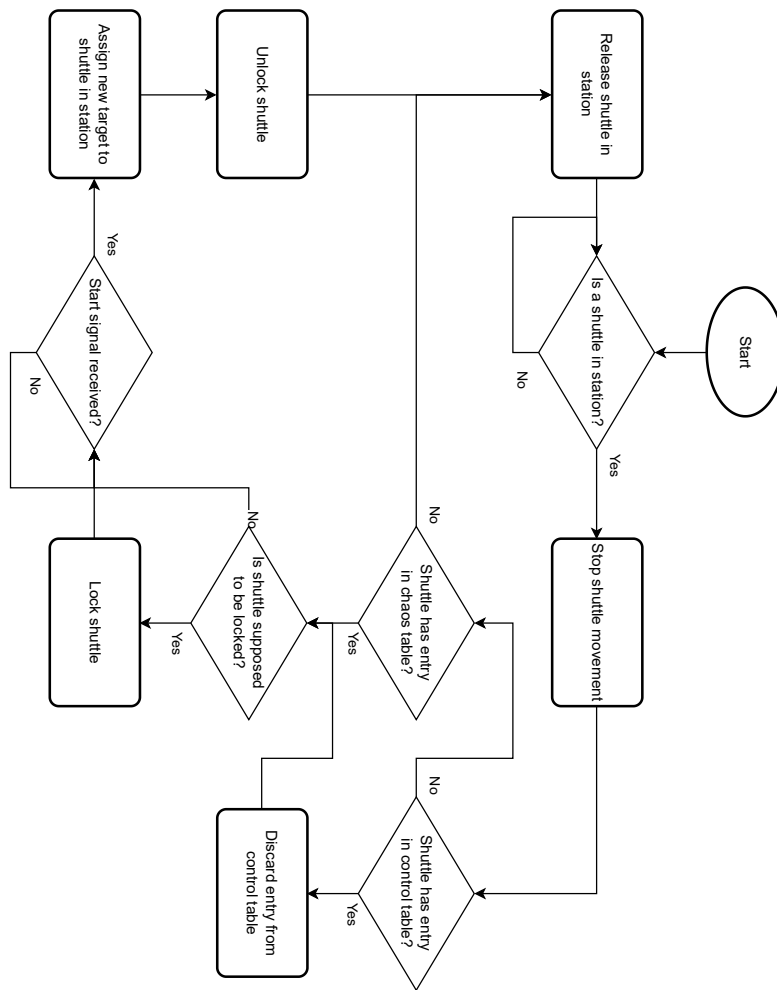 Start
Is a shuttle in station?
No
Yes
Release shuttle in
station
Stop shuttle movement
Shuttle has entry
in control table?
No
Yes
Shuttle has entry
in chaos table?
No
Yes
Discard entry from
control table
Is shuttle supposed
to be locked?
No
Yes
Unlock shuttle
Lock shuttle
Start signal received?
No
Yes
Assign new target to
shuttle in station